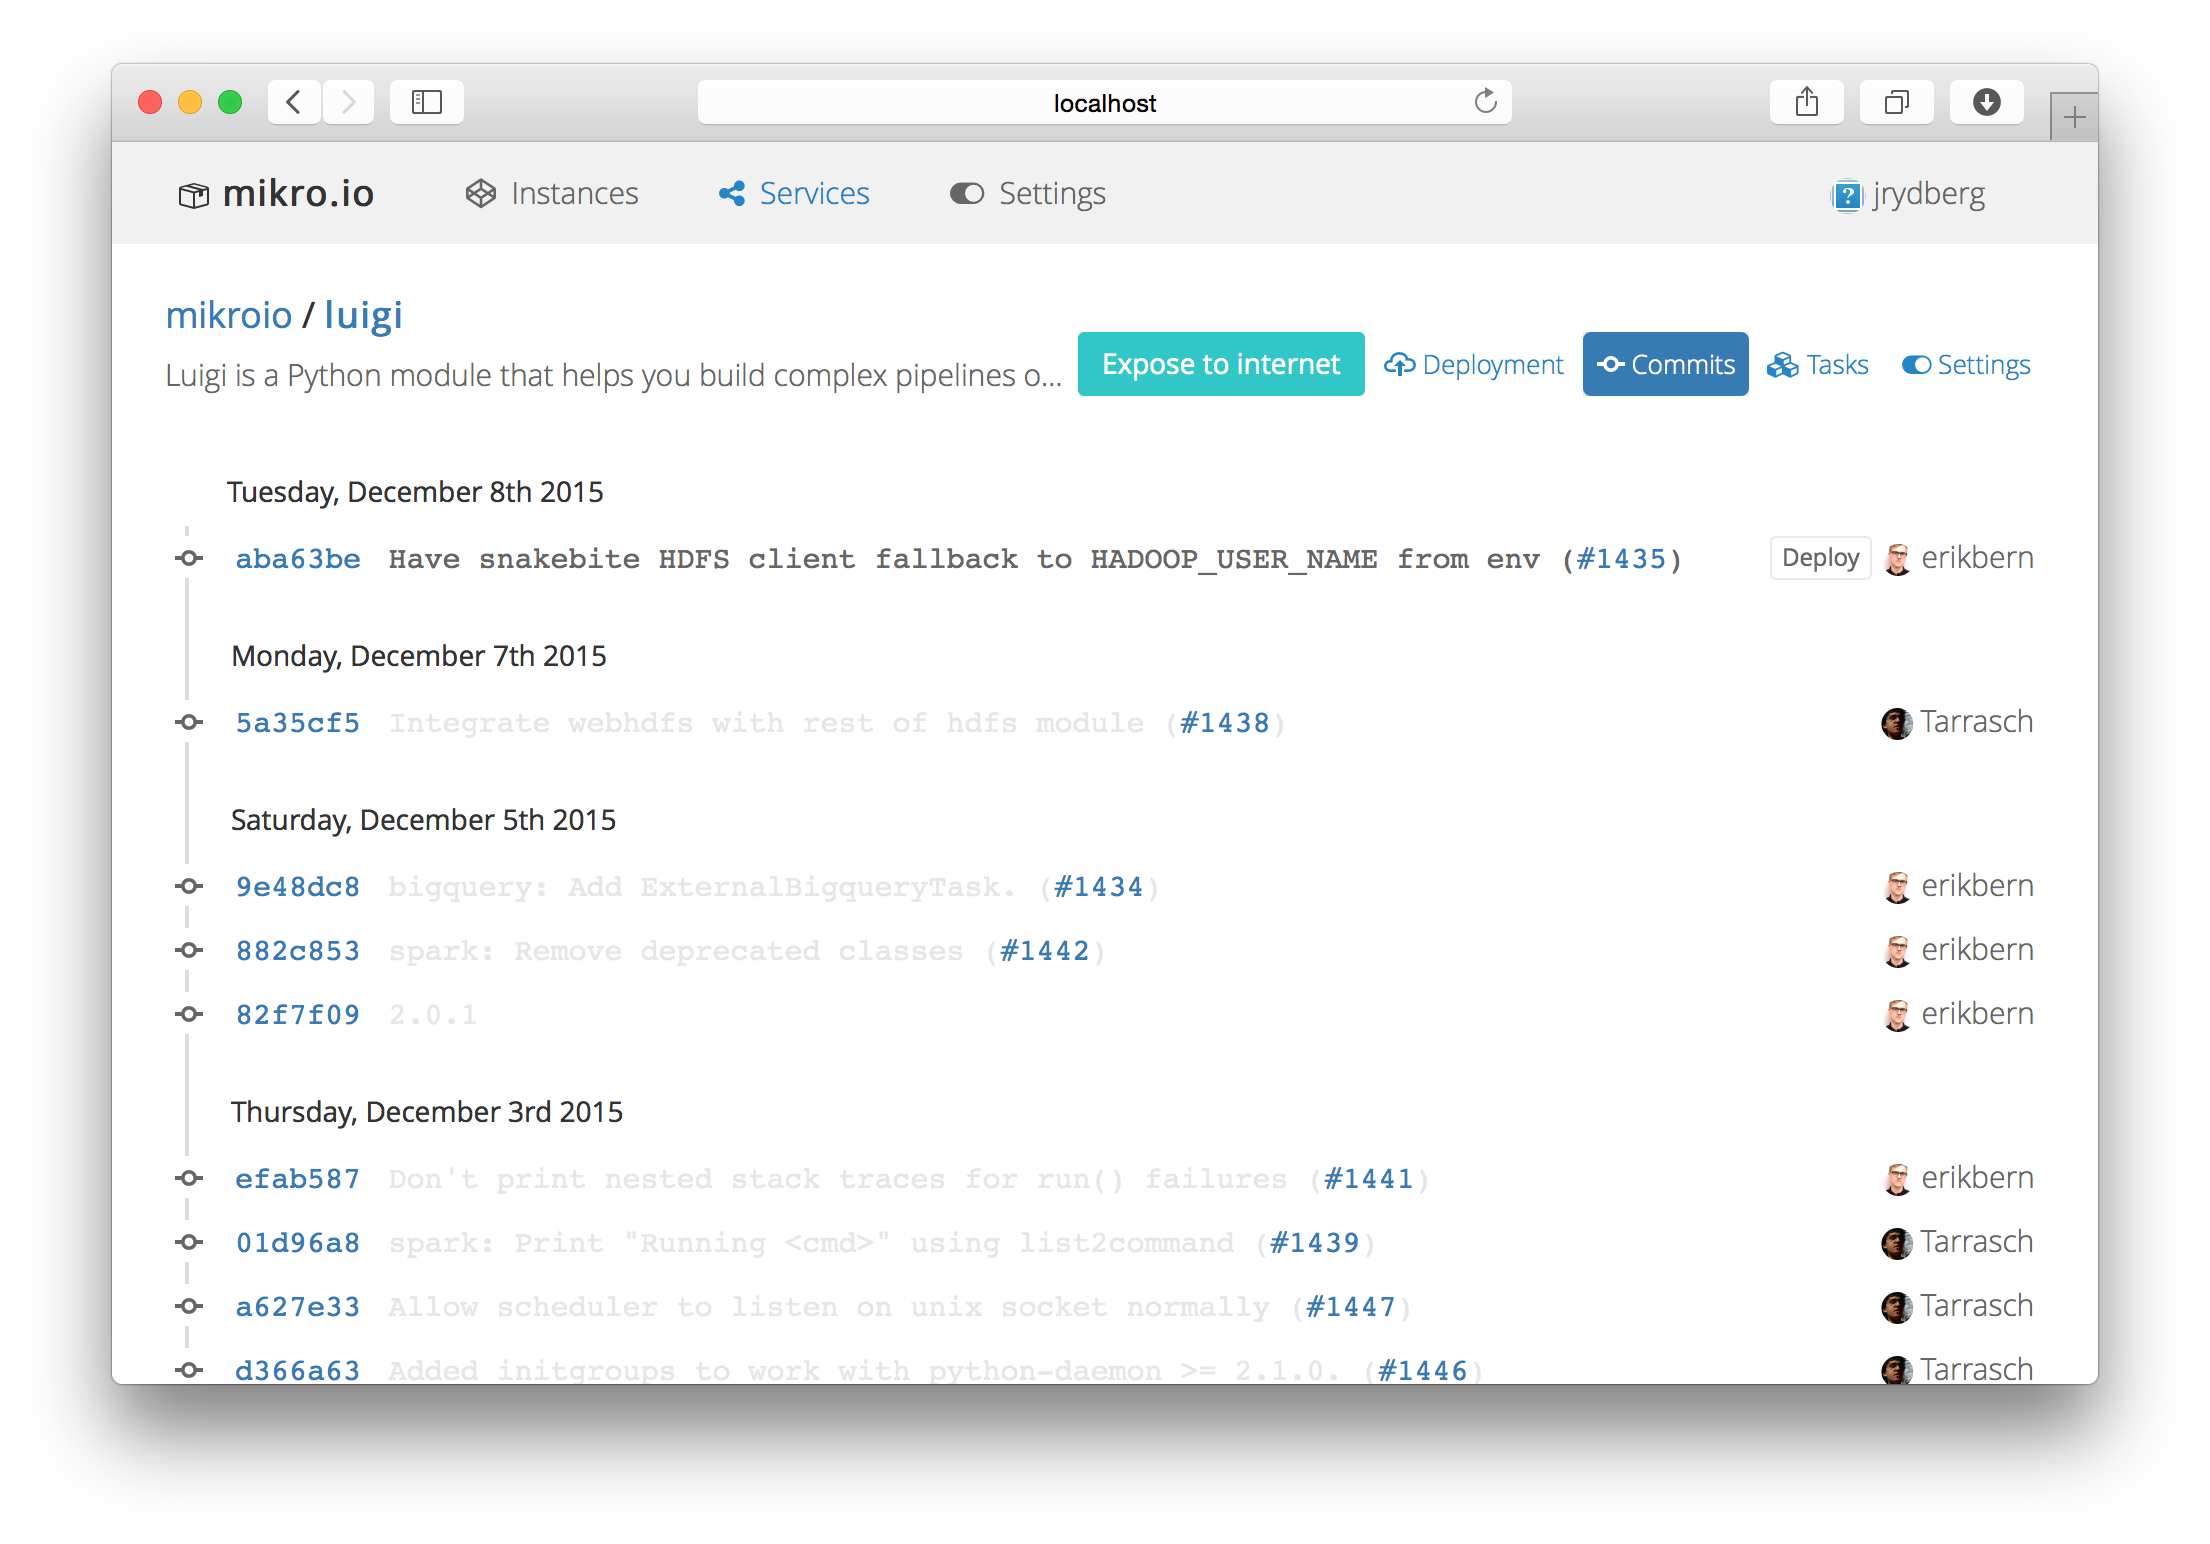 localhost
mikro.io Instances Services Settings jrydberg
mikroio / luigi
Luigi is a Python module that helps you build complex pipelines o... Expose to internet Deployment Commits Tasks Settings
Tuesday, December 8th 2015
aba63be Have snakebite HDFS client fallback to HADOOP_USER_NAME from env (#1435) Deploy erikbern
Monday, December 7th 2015
5a35cf5 Integrate webhdfs with rest of hdfs module (#1438) Tarrasch
Saturday, December 5th 2015
9e48dc8 bigquery: Add ExternalBigqueryTask. (#1434) erikbern
882c853 spark: Remove deprecated classes (#1442) erikbern
82f7f09 2.0.1 erikbern
Thursday, December 3rd 2015
efab587 Don't print nested stack traces for run() failures (#1441) erikbern
01d96a8 spark: Print "Running <cmd>" using list2command (#1439) Tarrasch
a627e33 Allow scheduler to listen on unix socket normally (#1447) Tarrasch
d366a63 Added initgroups to work with python-daemon >= 2.1.0. (#1446) Tarrasch